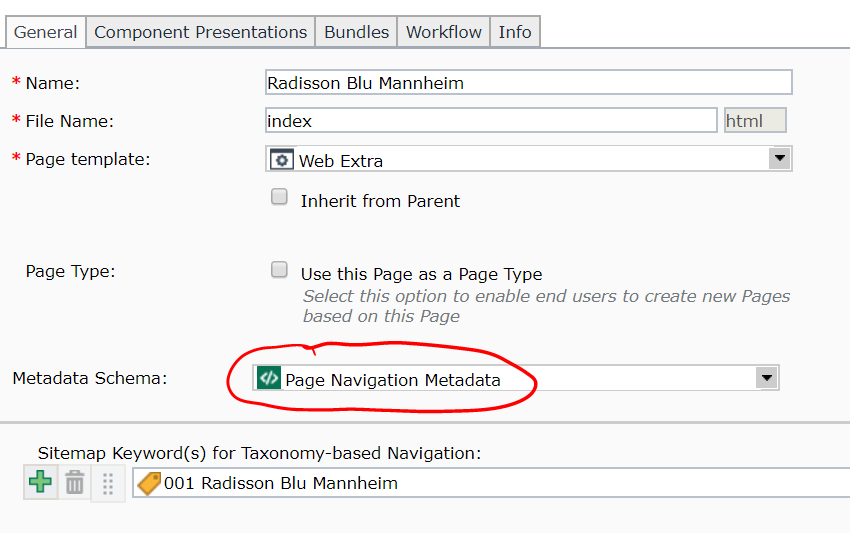 General Component Presentations Bundles Workflow Info
* Name: Radisson Blu Mannheim
* File Name: index html
* Page template: Web Extra
Inherit from Parent
Page Type: Use this Page as a Page Type
Select this option to enable end users to create new Pages
based on this Page
Metadata Schema: Page Navigation Metadata
Sitemap Keyword(s) for Taxonomy-based Navigation:
001 Radisson Blu Mannheim